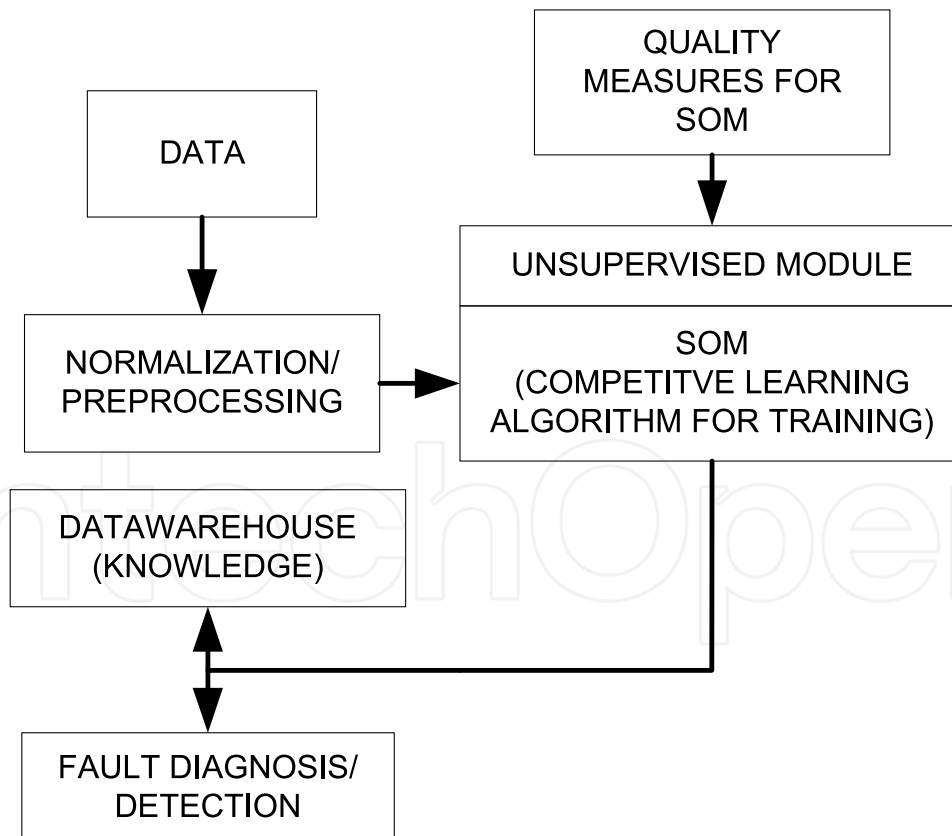 DATA
QUALITY
MEASURES FOR
SOM
NORMALIZATION/
PREPROCESSING
UNSUPERVISED MODULE
SOM
(COMPETITVE LEARNING
ALGORITHM FOR TRAINING)
DATAWAREHOUSE
(KNOWLEDGE)
FAULT DIAGNOSIS/
DETECTION
ntechOpe